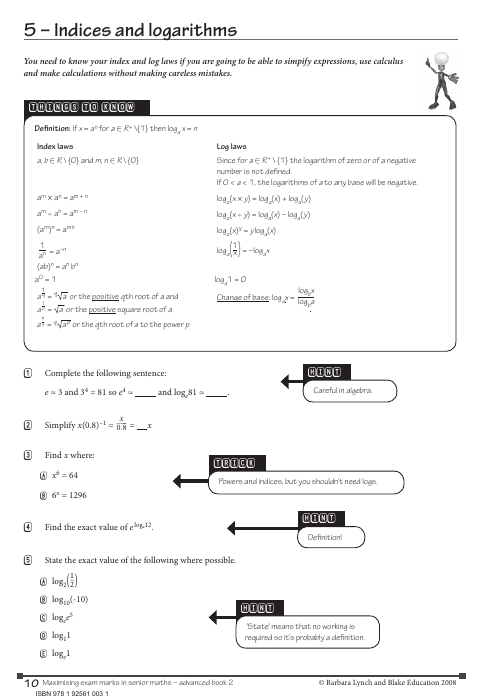 5 – Indices and logarithms
You need to know your index and log laws if you are going to be able to simpify expressions, use calculus
and make calculations without making careless mistakes.
THINGS TO KNOW
Definition: If x = aⁿ for a ∈ R⁺ \{1} then logₐ x = n
Index laws
Log laws
a, b ∈ R \ {0} and m, n ∈ R \ {0}
Since for a ∈ R⁺ \ {1} the logarithm of zero or of a negative
number is not defined.
If 0 < a < 1, the logarithms of a to any base will be negative.
aᵐ × aⁿ = aᵐ ⁺ ⁿ
logₐ(x × y) = logₐ(x) + logₐ(y)
aᵐ ÷ aⁿ = aᵐ ⁻ ⁿ
logₐ(x ÷ y) = logₐ(x) − logₐ(y)
(aᵐ)ⁿ = aᵐⁿ
logₐ(x)ʸ = ylogₐ(x)
1/aⁿ = a⁻ⁿ
logₐ(1/x) = −logₐx
(ab)ⁿ = aⁿ bⁿ
a⁰ = 1
logₐ1 = 0
a^(1/q) = q√a or the positive qth root of a and
Change of base: logₐx = log_b x / log_b a
a^(1/2) = √a or the positive square root of a
a^(p/q) = q√aᵖ or the qth root of a to the power p
1 Complete the following sentence:
e ≈ 3 and 3⁴ = 81 so e⁴ ≈ ____ and logₑ81 ≈ ____.
HINT
Careful in algebra.
2 Simplify x(0.8)⁻¹ = x/0.8 = __x
3 Find x where:
A x⁶ = 64
B 6ˣ = 1296
TRICK
Powers and indices, but you shouldn't need logs.
4 Find the exact value of e^(logₑ12).
HINT
Definition!
5 State the exact value of the following where possible.
A log₂(1/2)
B log₁₀(-10)
C logₑe⁵
D log₁1
E logₑ1
HINT
'State' means that no working is
required so it's probably a definition.
10 Maximising exam marks in senior maths – advanced book 2
© Barbara Lynch and Blake Education 2008
ISBN 978 1 92561 003 1